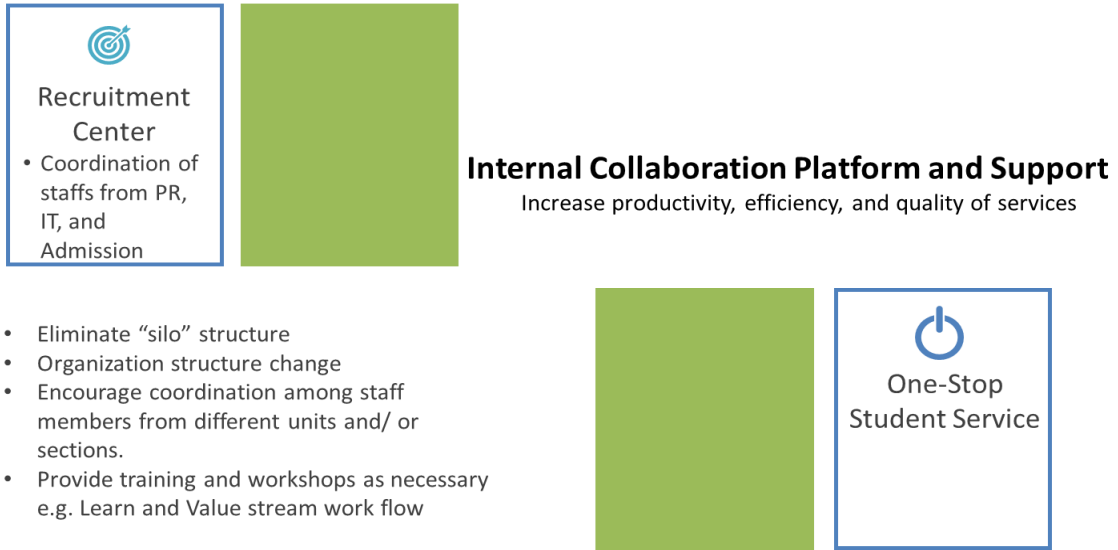 Recruitment
Center
• Coordination of
staffs from PR,
IT, and
Admission
Internal Collaboration Platform and Support
Increase productivity, efficiency, and quality of services
• Eliminate “silo” structure
• Organization structure change
• Encourage coordination among staff
members from different units and/ or
sections.
• Provide training and workshops as necessary
e.g. Learn and Value stream work flow
One-Stop
Student Service